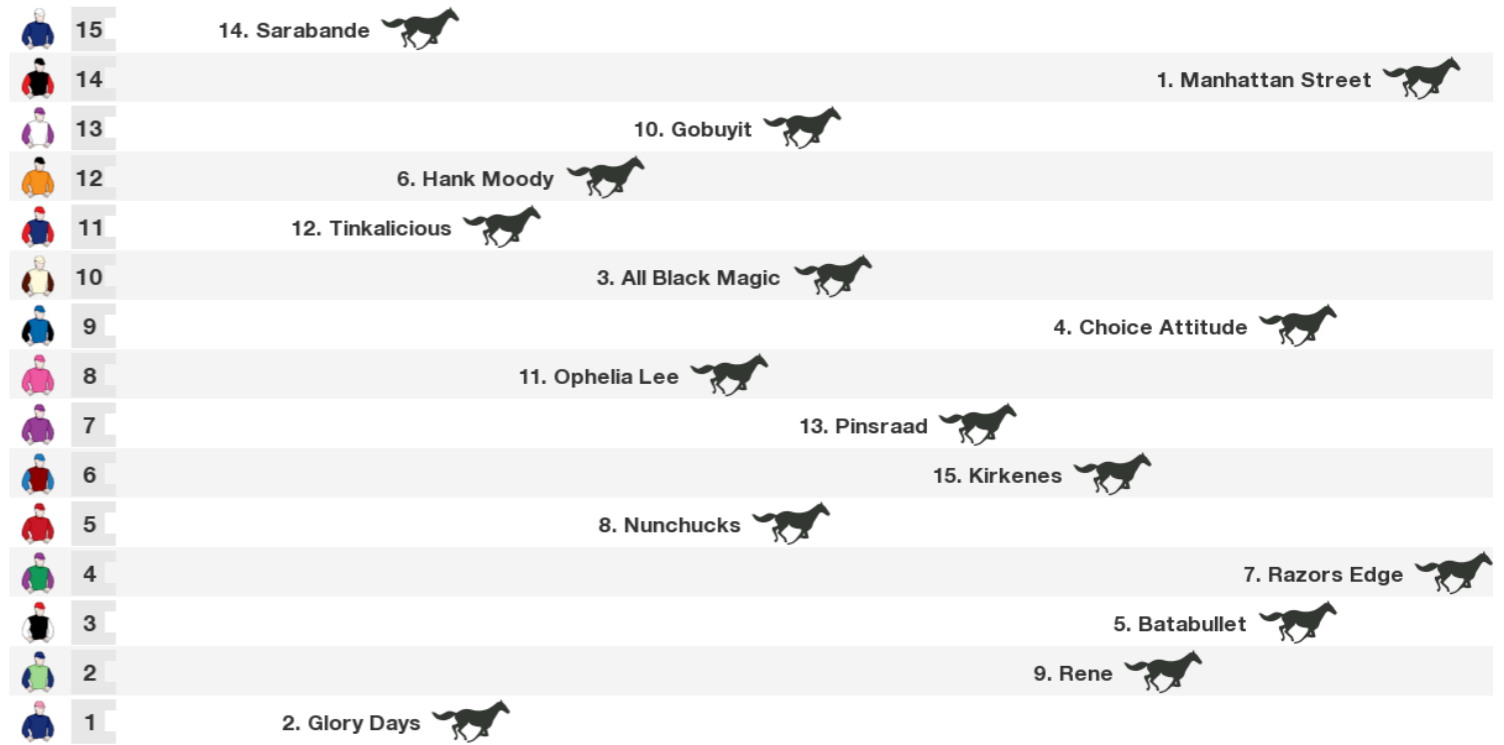 15 14. Sarabande
14 1. Manhattan Street
13 10. Gobuyit
12 6. Hank Moody
11 12. Tinkalicious
10 3. All Black Magic
9 4. Choice Attitude
8 11. Ophelia Lee
7 13. Pinsraad
6 15. Kirkenes
5 8. Nunchucks
4 7. Razors Edge
3 5. Batabullet
2 9. Rene
1 2. Glory Days